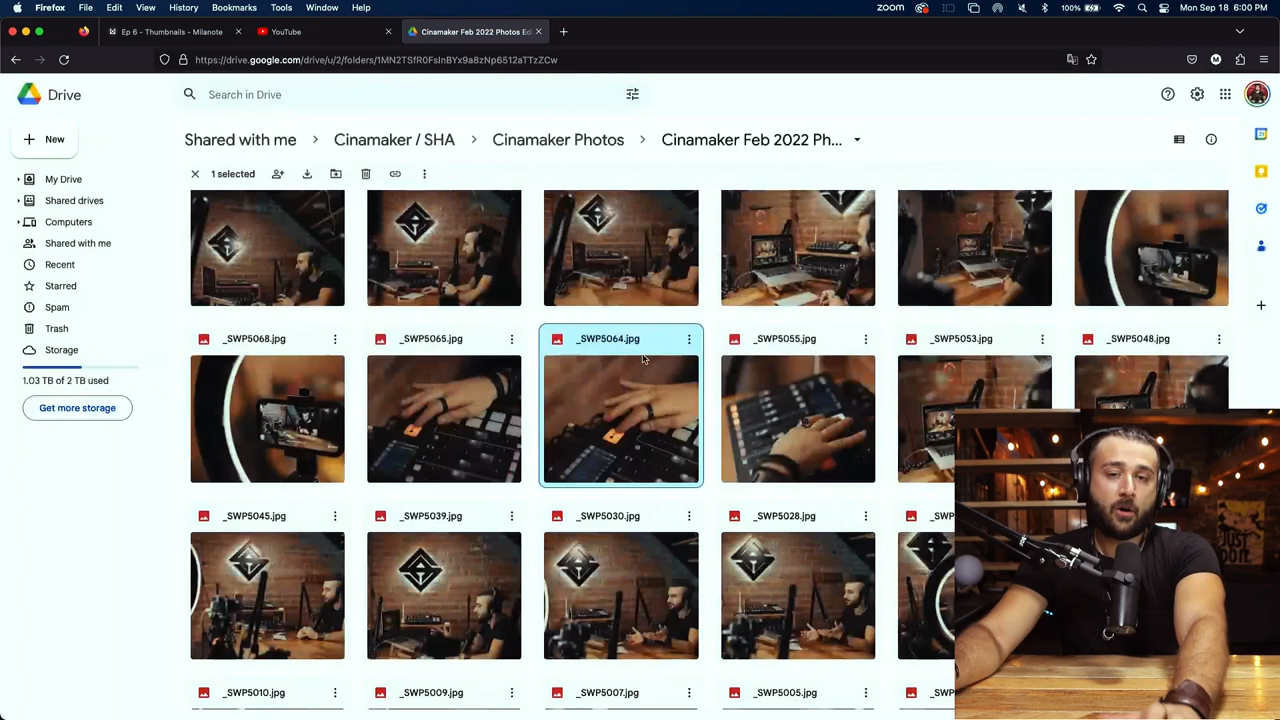 Firefox File Edit View History Bookmarks Tools Window Help zoom 100% Mon Sep 18 6:00 PM
Ep 6 - Thumbnails - Milanote YouTube Cinamaker Feb 2022 Photos Ed
https://drive.google.com/drive/u/2/folders/1MN2TSfR0FsInBYx9a8zNp6512aTTzZCw
Drive
Search in Drive
New
Shared with me > Cinamaker / SHA > Cinamaker Photos > Cinamaker Feb 2022 Ph...
1 selected
My Drive
Shared drives
Computers
Shared with me
Recent
Starred
Spam
Trash
Storage
1.03 TB of 2 TB used
Get more storage
_SWP5068.jpg _SWP5065.jpg _SWP5064.jpg _SWP5055.jpg _SWP5053.jpg _SWP5048.jpg
_SWP5045.jpg _SWP5039.jpg _SWP5030.jpg _SWP5028.jpg _SWP
_SWP5010.jpg _SWP5009.jpg _SWP5007.jpg _SWP5005.jpg _SWP